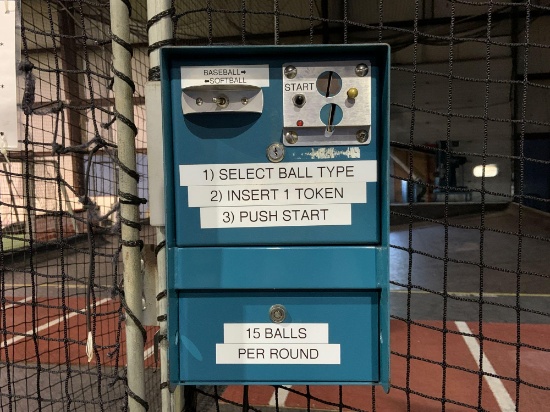 BASEBALL→
←SOFTBALL
START
1) SELECT BALL TYPE
2) INSERT 1 TOKEN
3) PUSH START
15 BALLS
PER ROUND